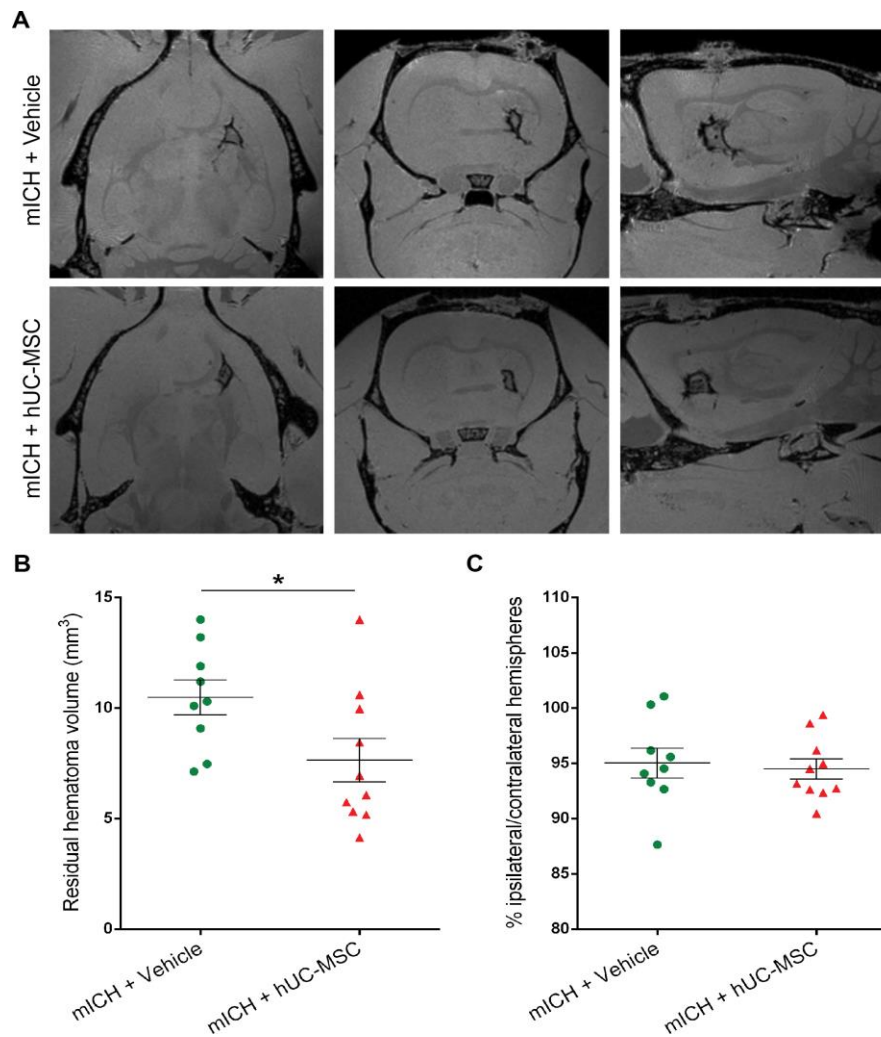 A
mICH + Vehicle
mICH + hUC-MSC
B
*
Residual hematoma volume (mm³)
15
10
5
0
mICH + Vehicle
mICH + hUC-MSC
C
% ipsilateral/contralateral hemispheres
110
105
100
95
90
85
80
mICH + Vehicle
mICH + hUC-MSC